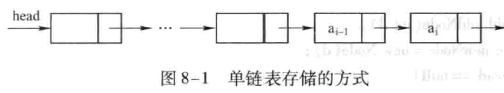 head
... a_{i-1} a_i
图8-1 单链表存储的方式